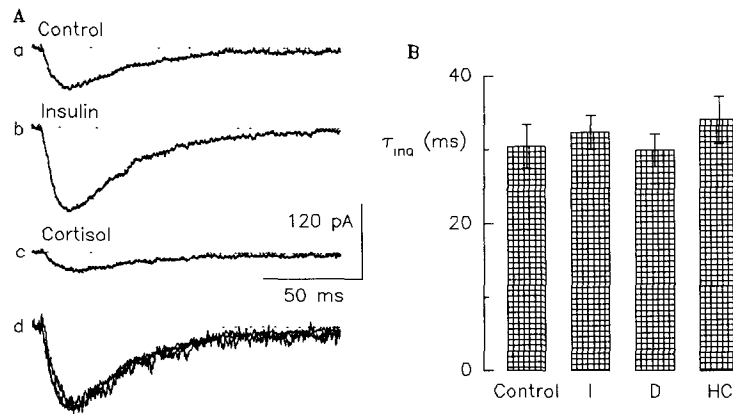 A
Control
a
Insulin
b
120 pA
Cortisol
c
50 ms
d
B
40
τina (ms)
20
0
Control I D HC